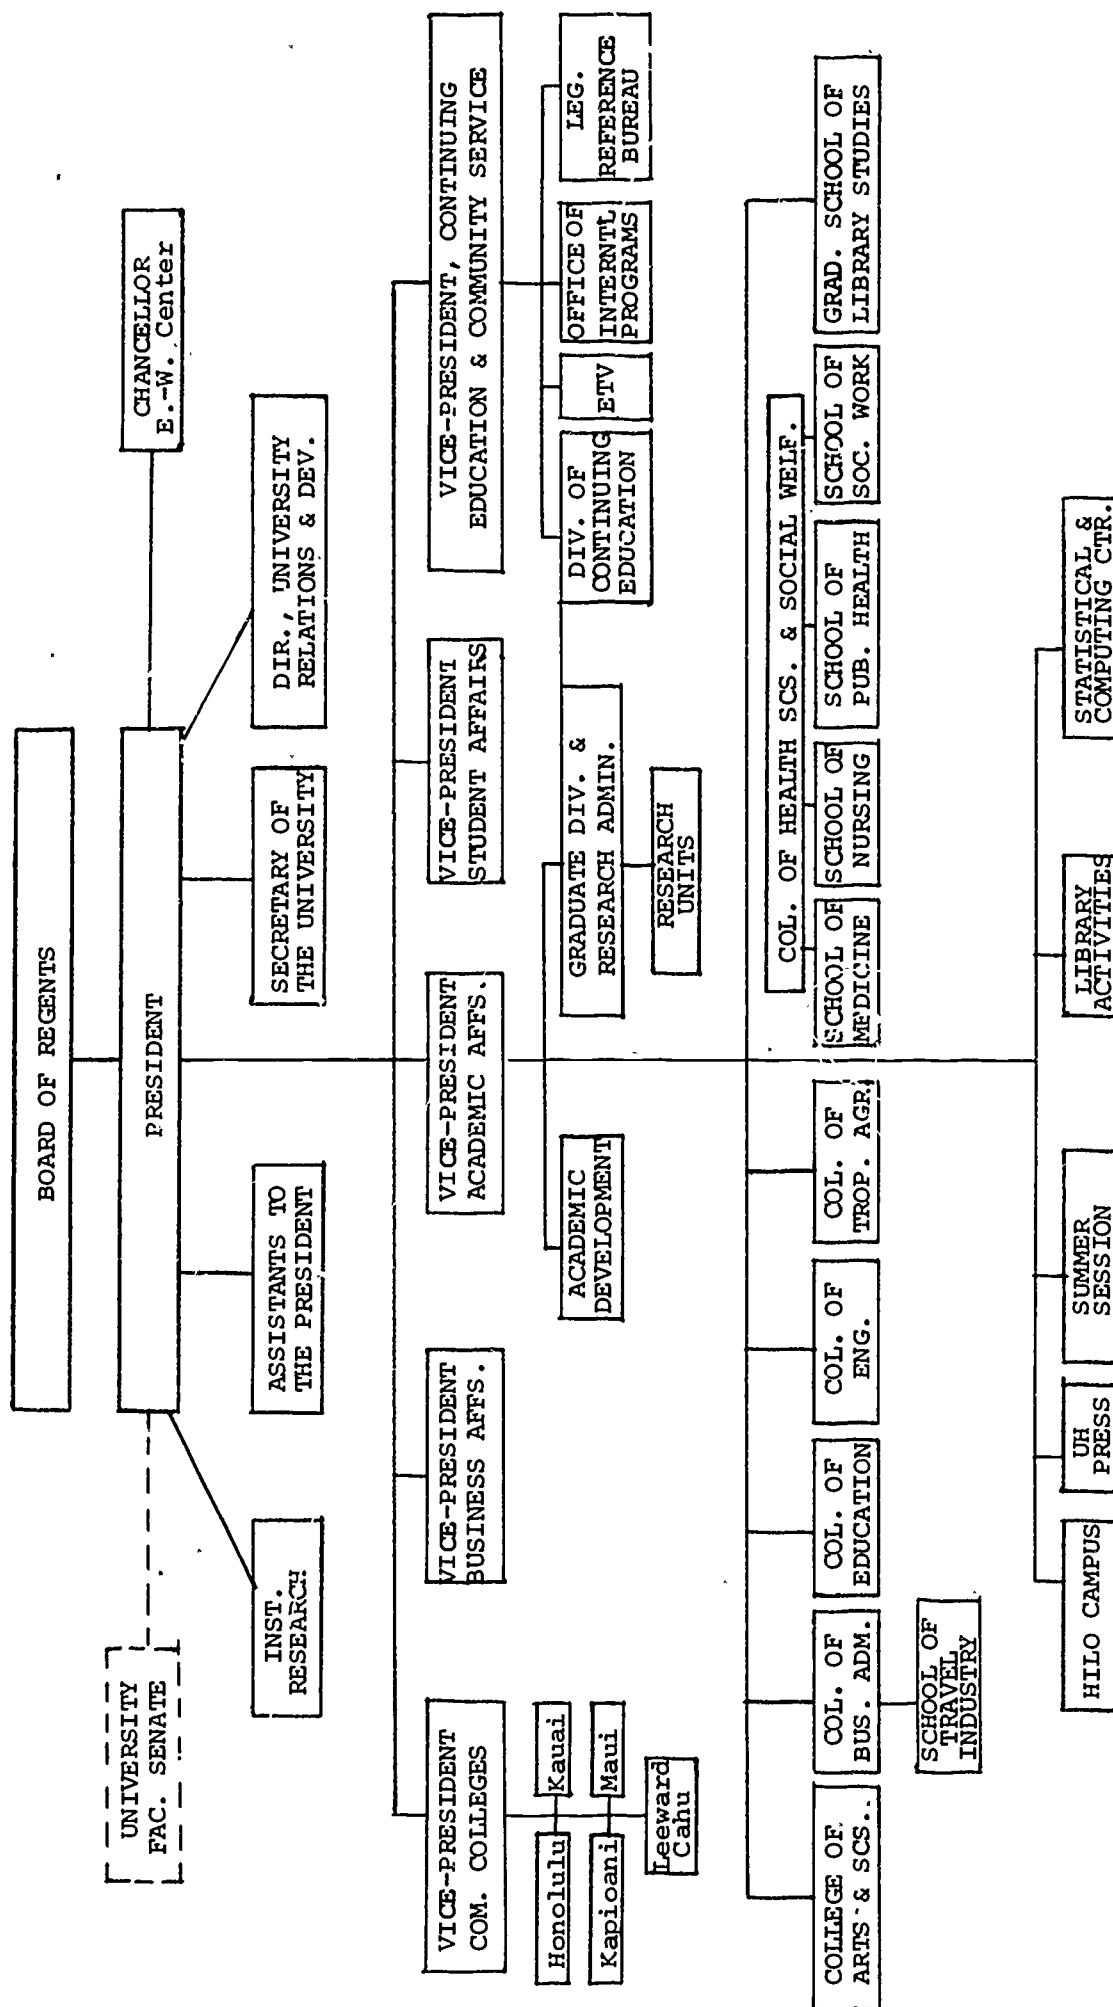 BOARD OF REGENTS
UNIVERSITY
FAC. SENATE
PRESIDENT
CHANCELLOR
E.-W. Center
INST.
RESEARCH
ASSISTANTS TO
THE PRESIDENT
SECRETARY OF
THE UNIVERSITY
DIR., UNIVERSITY
RELATIONS & DEV.
VICE-PRESIDENT
COM. COLLEGES
VICE-PRESIDENT
BUSINESS AFFS.
VICE-PRESIDENT
ACADEMIC AFFS.
VICE-PRESIDENT
STUDENT AFFAIRS
VICE-PRESIDENT, CONTINUING
EDUCATION & COMMUNITY SERVICE
Honolulu
Kauai
Kapioani
Maui
Leeward
Cahu
ACADEMIC
DEVELOPMENT
GRADUATE DIV. &
RESEARCH ADMIN.
RESEARCH
UNITS
DIV. OF
CONTINUING
EDUCATION
ETV
OFFICE OF
INTERNTL
PROGRAMS
LEG.
REFERENCE
BUREAU
COL. OF HEALTH SCS. & SOCIAL WELF.
COLLEGE OF
ARTS & SCS..
COL. OF
BUS. ADM.
COL. OF
EDUCATION
COL. OF
ENG.
COL. OF
TROP. AGR.
SCHOOL OF
MEDICINE
SCHOOL OF
NURSING
SCHOOL OF
PUB. HEALTH
SCHOOL OF
SOC. WORK
GRAD. SCHOOL OF
LIBRARY STUDIES
SCHOOL OF
TRAVEL
INDUSTRY
HILO CAMPUS
UH
PRESS
SUMMER
SESSION
LIBRARY
ACTIVITIES
STATISTICAL &
COMPUTING CTR.